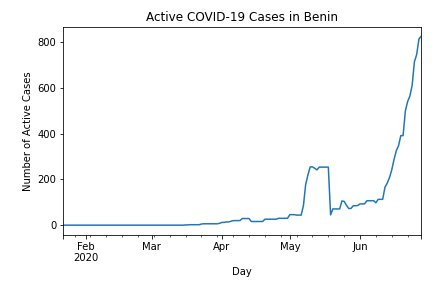 Active COVID-19 Cases in Benin
800
600
400
200
0
Number of Active Cases
Feb
2020
Mar
Apr
May
Jun
Day